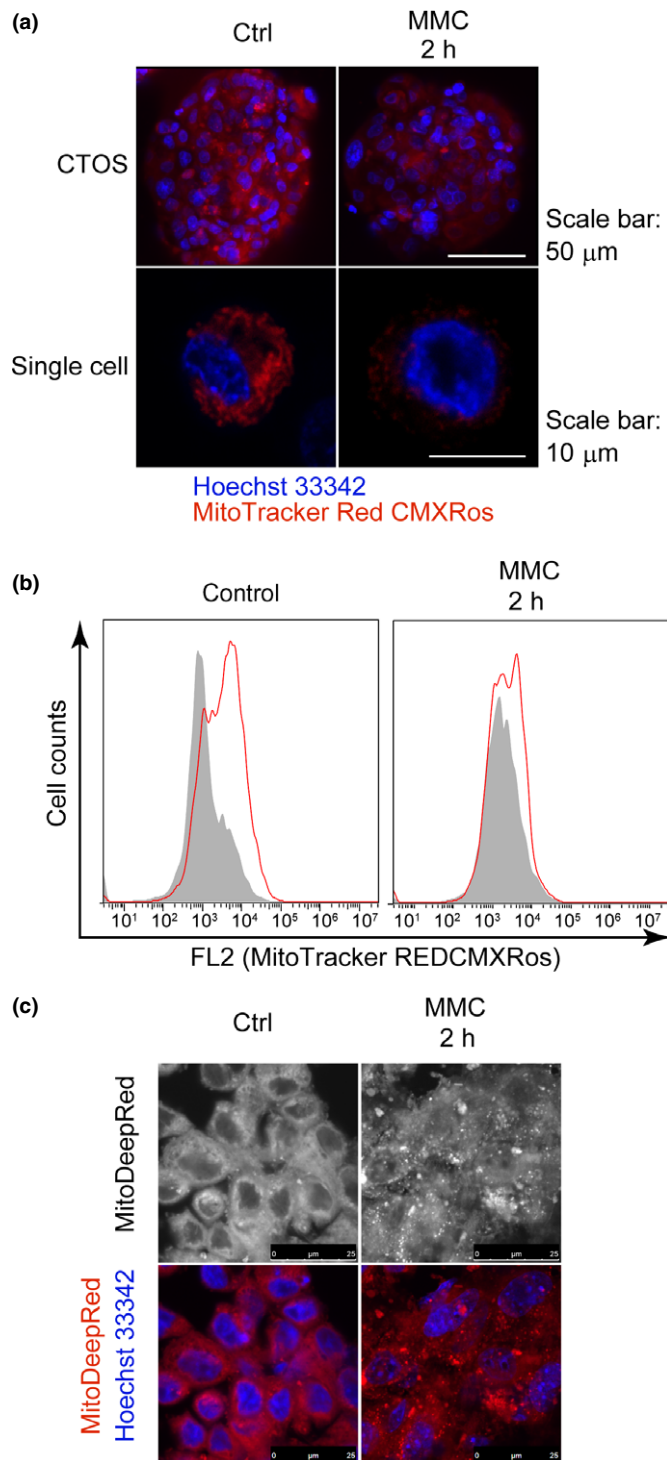 (a)
Ctrl
MMC
2 h
CTOS
Scale bar:
50 μm
Single cell
Scale bar:
10 μm
Hoechst 33342
MitoTracker Red CMXRos
(b)
Control
MMC
2 h
Cell counts
10¹ 10² 10³ 10⁴ 10⁵ 10⁶ 10⁷
10¹ 10² 10³ 10⁴ 10⁵ 10⁶ 10⁷
FL2 (MitoTracker REDCMXRos)
(c)
Ctrl
MMC
2 h
MitoDeepRed
0 μm 25
0 μm 25
MitoDeepRed
Hoechst 33342
0 μm 25
0 μm 25